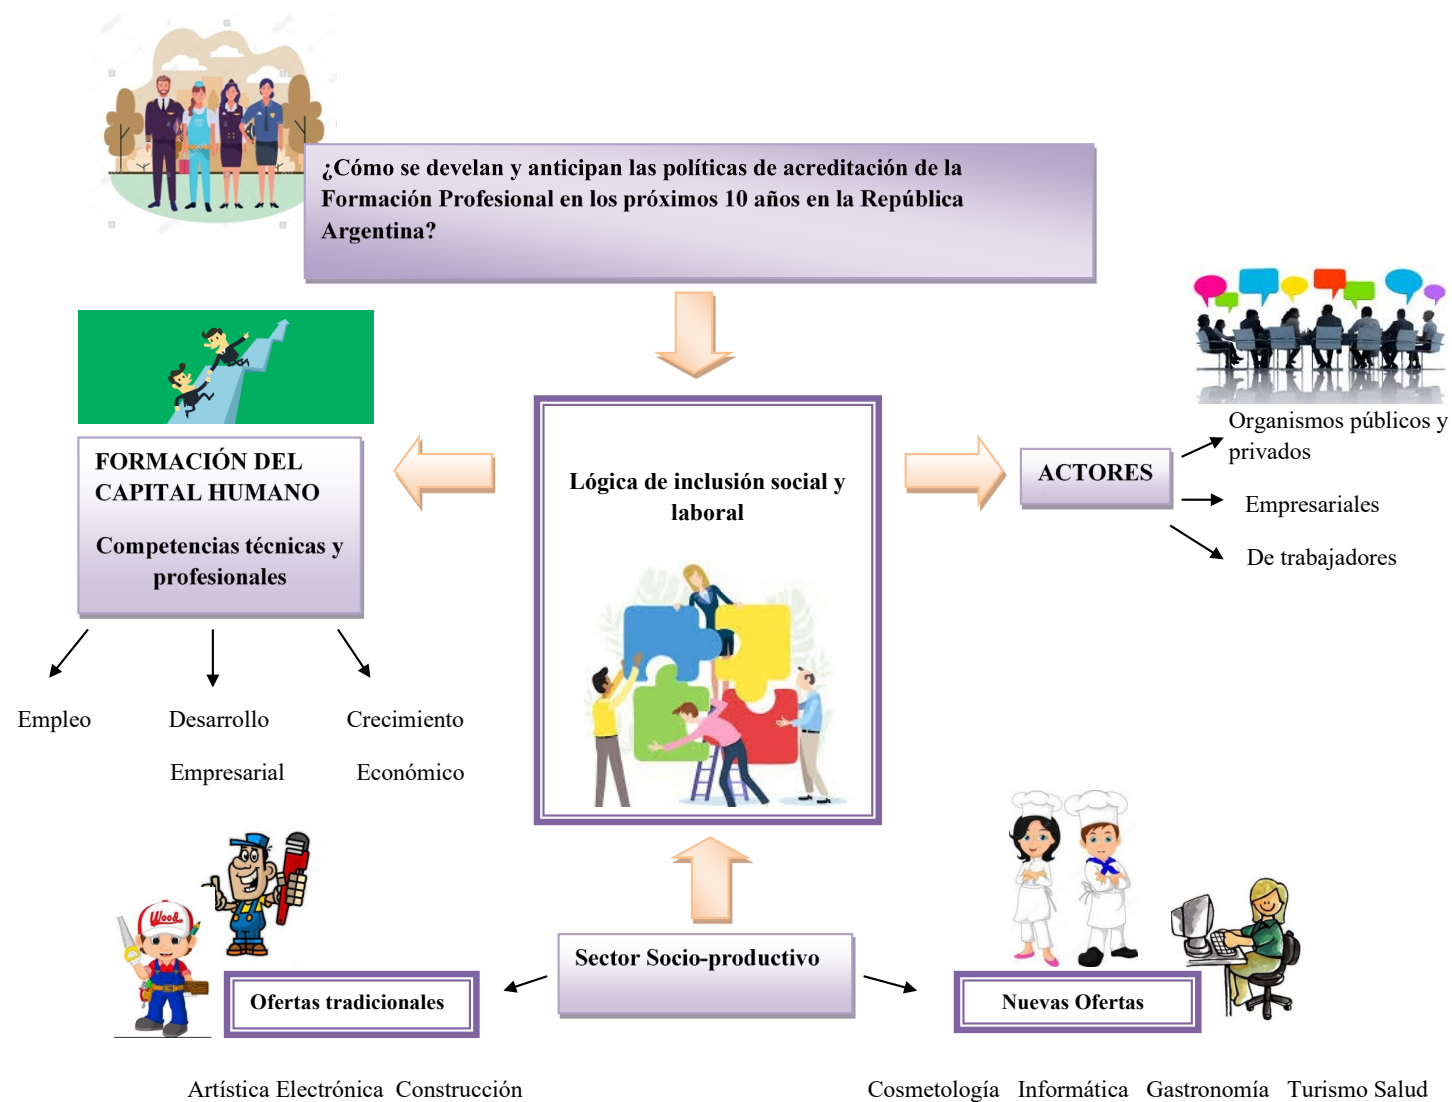 ¿Cómo se develan y anticipan las políticas de acreditación de la
Formación Profesional en los próximos 10 años en la República
Argentina?
FORMACIÓN DEL
CAPITAL HUMANO
Competencias técnicas y
profesionales
Lógica de inclusión social y
laboral
ACTORES
Organismos públicos y
privados
Empresariales
De trabajadores
Empleo
Desarrollo
Empresarial
Crecimiento
Económico
Wood
Sector Socio-productivo
Ofertas tradicionales
Nuevas Ofertas
Artística Electrónica Construcción
Cosmetología Informática Gastronomía Turismo Salud